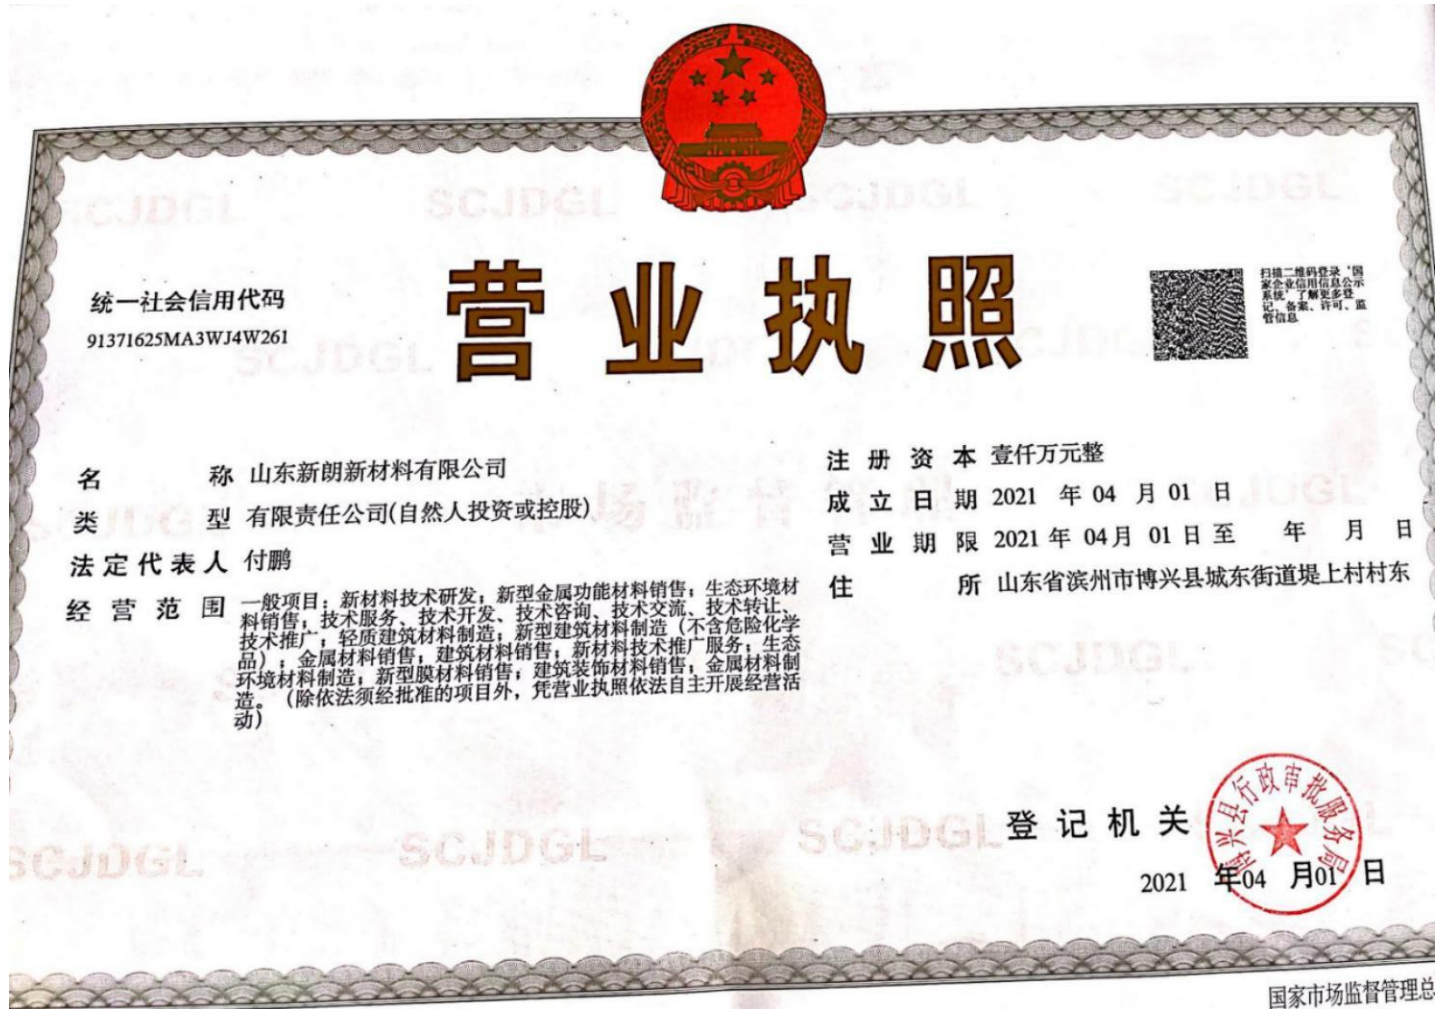 营业执照
统一社会信用代码
91371625MA3WJ4W261
扫描二维码登录‘国
家企业信用信息公示
系统’了解更多登
记、备案、许可、监
管信息
名称 山东新朗新材料有限公司
类型 有限责任公司(自然人投资或控股)
法定代表人 付鹏
经营范围 一般项目：新材料技术研发；新型金属功能材料销售；生态环境材
料销售；技术服务、技术开发、技术咨询、技术交流、技术转让、
技术推广；轻质建筑材料制造；新型建筑材料制造（不含危险化学
品）；金属材料销售；建筑材料销售；新材料技术推广服务；生态
环境材料制造；新型膜材料销售；建筑装饰材料销售；金属材料制
造。（除依法须经批准的项目外，凭营业执照依法自主开展经营活
动）
注册资本 壹仟万元整
成立日期 2021 年 04 月 01 日
营业期限 2021 年 04月 01 日 至 年 月 日
住所 山东省滨州市博兴县城东街道堤上村村东
登记机关
博兴县行政审批服务局
2021 年04 月01 日
国家市场监督管理总
SCJDGL
SCJDGL
SCJDGL
SCJDGL
SCJDGL
SCJDGL
SCJDGL
SCJDGL
SCJDGL